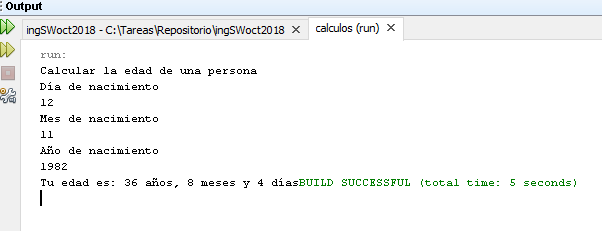 Output
ingSWoct2018 - C:\Tareas\Repositorio\ingSWoct2018 × calculos (run) ×
run:
Calcular la edad de una persona
Día de nacimiento
12
Mes de nacimiento
11
Año de nacimiento
1982
Tu edad es: 36 años, 8 meses y 4 díasBUILD SUCCESSFUL (total time: 5 seconds)